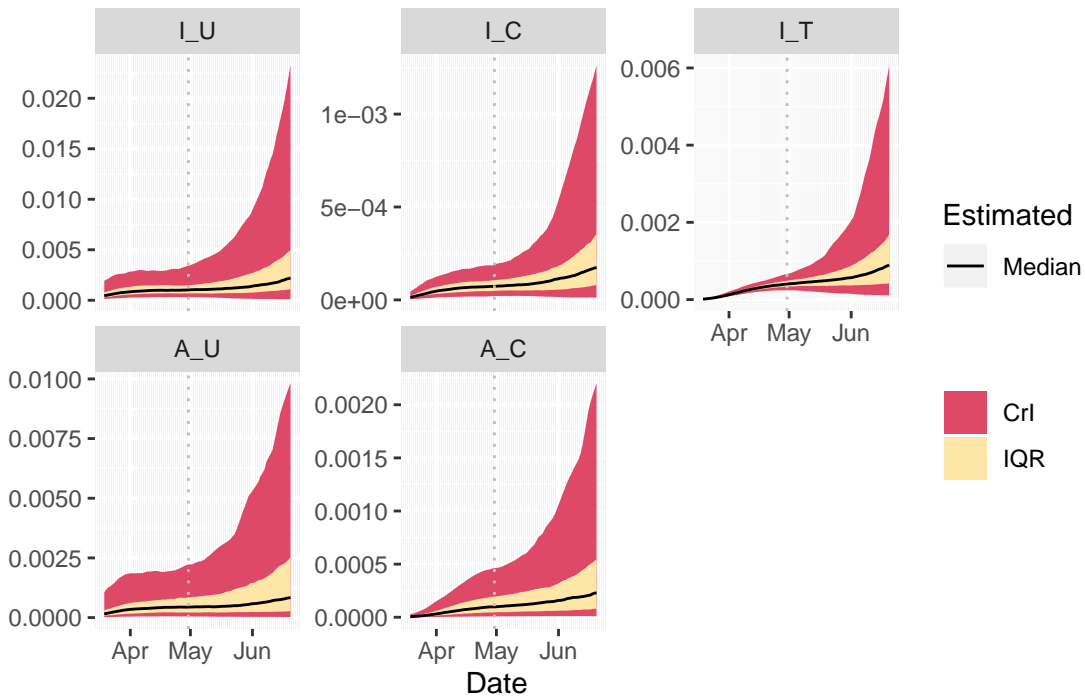 I_U
I_C
I_T
0.020
0.015
0.010
0.005
0.000
1e−03
5e−04
0e+00
0.006
0.004
0.002
0.000
Apr May Jun
A_U
A_C
0.0100
0.0075
0.0050
0.0025
0.0000
0.0020
0.0015
0.0010
0.0005
0.0000
Apr May Jun
Apr May Jun
Date
Estimated
Median
CrI
IQR